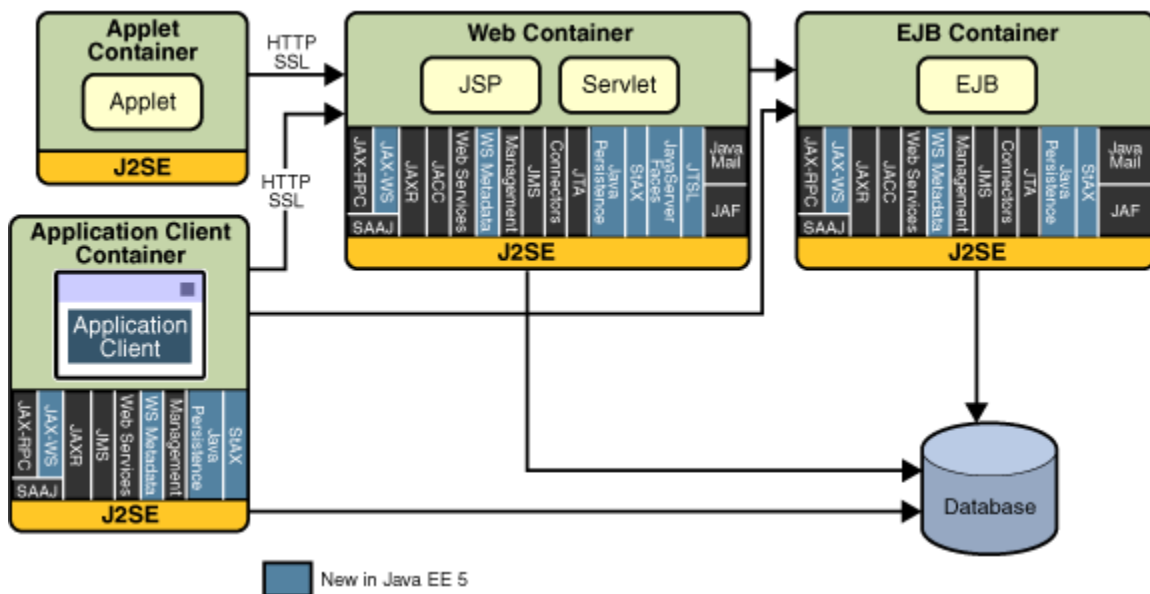 Applet
Container
Applet
J2SE
HTTP
SSL
HTTP
SSL
Web Container
JSP
Servlet
JAX-RPC
JAX-WS
SAAJ
JAXR
JACC
Web Services
WS Metadata
Management
JMS
Connectors
JTA
Java
Persistence
StAX
JavaServer
Faces
JTSL
Java
Mail
JAF
J2SE
EJB Container
EJB
JAX-RPC
JAX-WS
SAAJ
JAXR
JACC
Web Services
WS Metadata
Management
JMS
Connectors
JTA
Java
Persistence
StAX
Java
Mail
JAF
J2SE
Application Client
Container
Application
Client
JAX-RPC
JAX-WS
SAAJ
JAXR
JMS
Web Services
WS Metadata
Management
Java
Persistence
StAX
J2SE
Database
New in Java EE 5